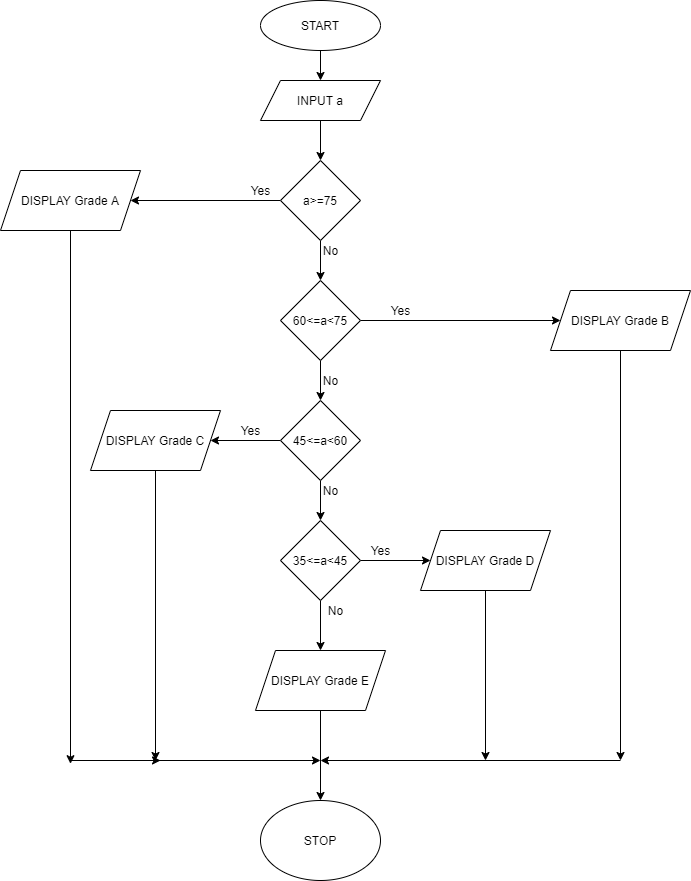 START
INPUT a
Yes
DISPLAY Grade A
a>=75
No
Yes
60<=a<75
DISPLAY Grade B
No
Yes
DISPLAY Grade C
45<=a<60
No
Yes
35<=a<45
DISPLAY Grade D
No
DISPLAY Grade E
STOP